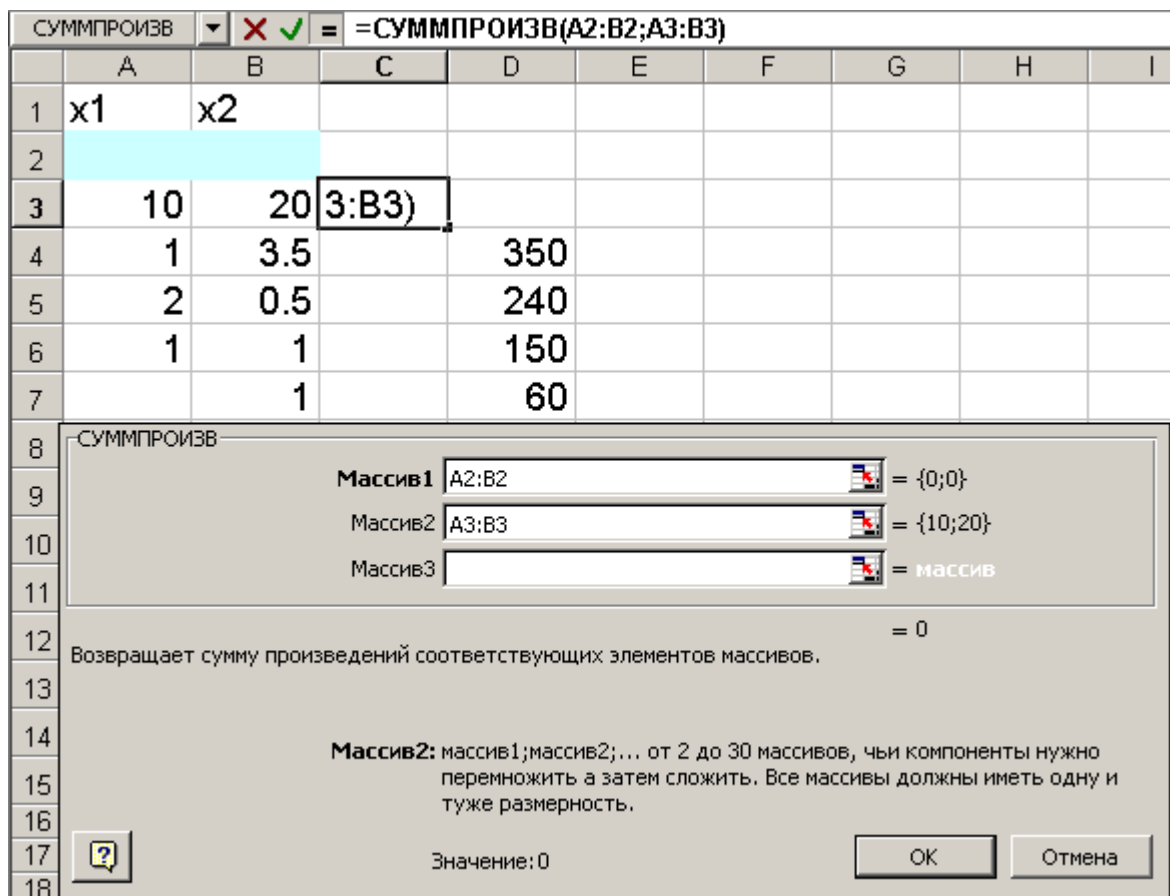 СУММПРОИЗВ = =СУММПРОИЗВ(A2:B2;A3:B3)
A B C D E F G H I
1 x1 x2
2
3 10 20 3:B3)
4 1 3.5 350
5 2 0.5 240
6 1 1 150
7 1 60
8 СУММПРОИЗВ
9 Массив1 A2:B2 = {0;0}
10 Массив2 A3:B3 = {10;20}
11 Массив3 = массив
12 = 0
Возвращает сумму произведений соответствующих элементов массивов.
13
14 Массив2: массив1;массив2;... от 2 до 30 массивов, чьи компоненты нужно
15 перемножить а затем сложить. Все массивы должны иметь одну и
туже размерность.
16
17 ? Значение:0 OK Отмена
18